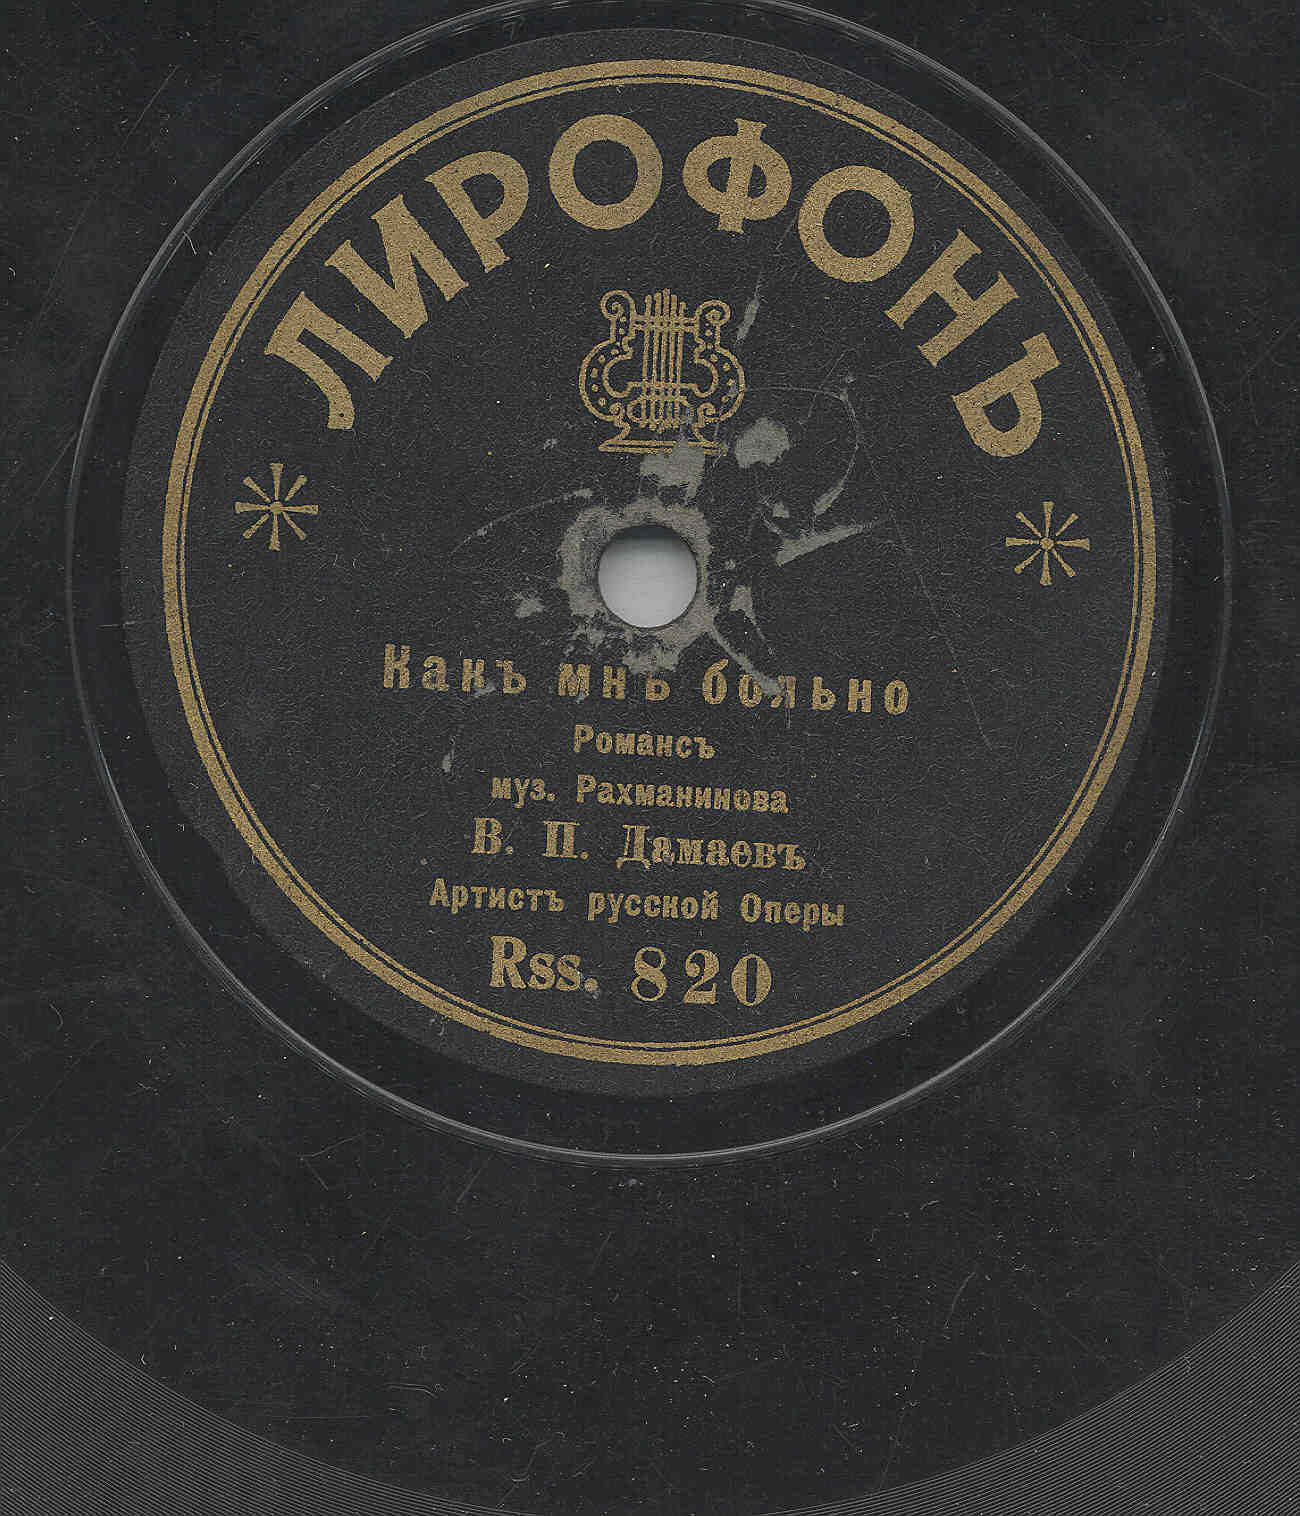 ЛИРОФОНЪ
Какъ мнѣ больно
Романсъ
муз. Рахманинова
В. П. Дамаевъ
Артистъ русской Оперы
Rss. 820